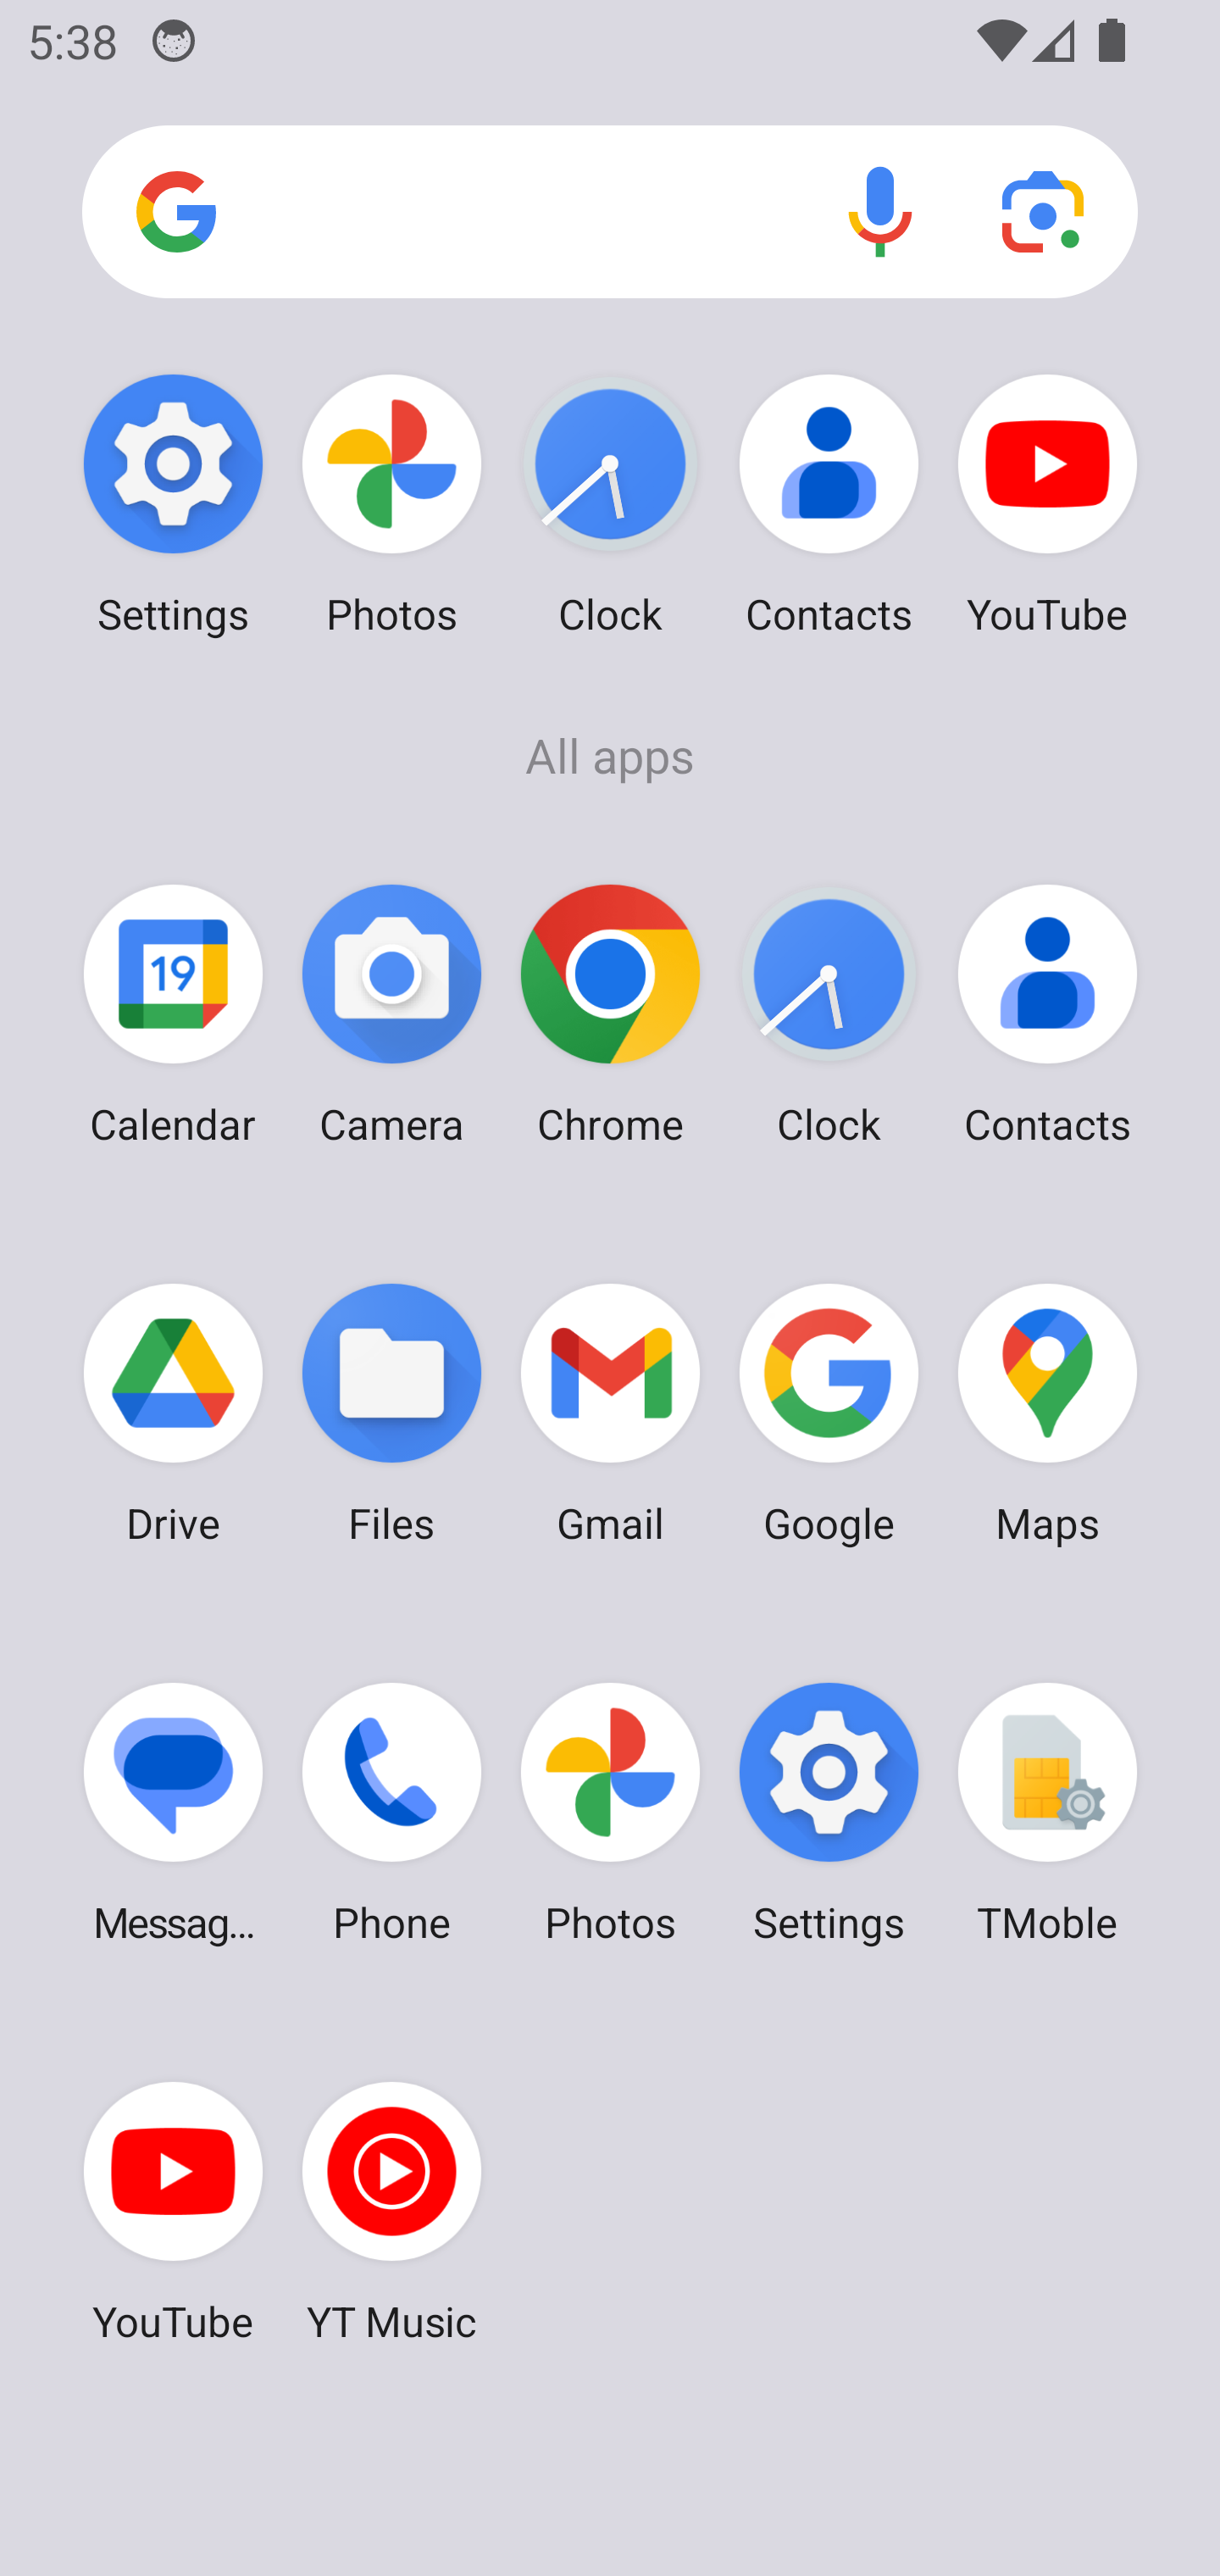 5:38
Settings Photos Clock Contacts YouTube
All apps
19
Calendar Camera Chrome Clock Contacts
Drive Files Gmail Google Maps
Messag... Phone Photos Settings TMoble
YouTube YT Music